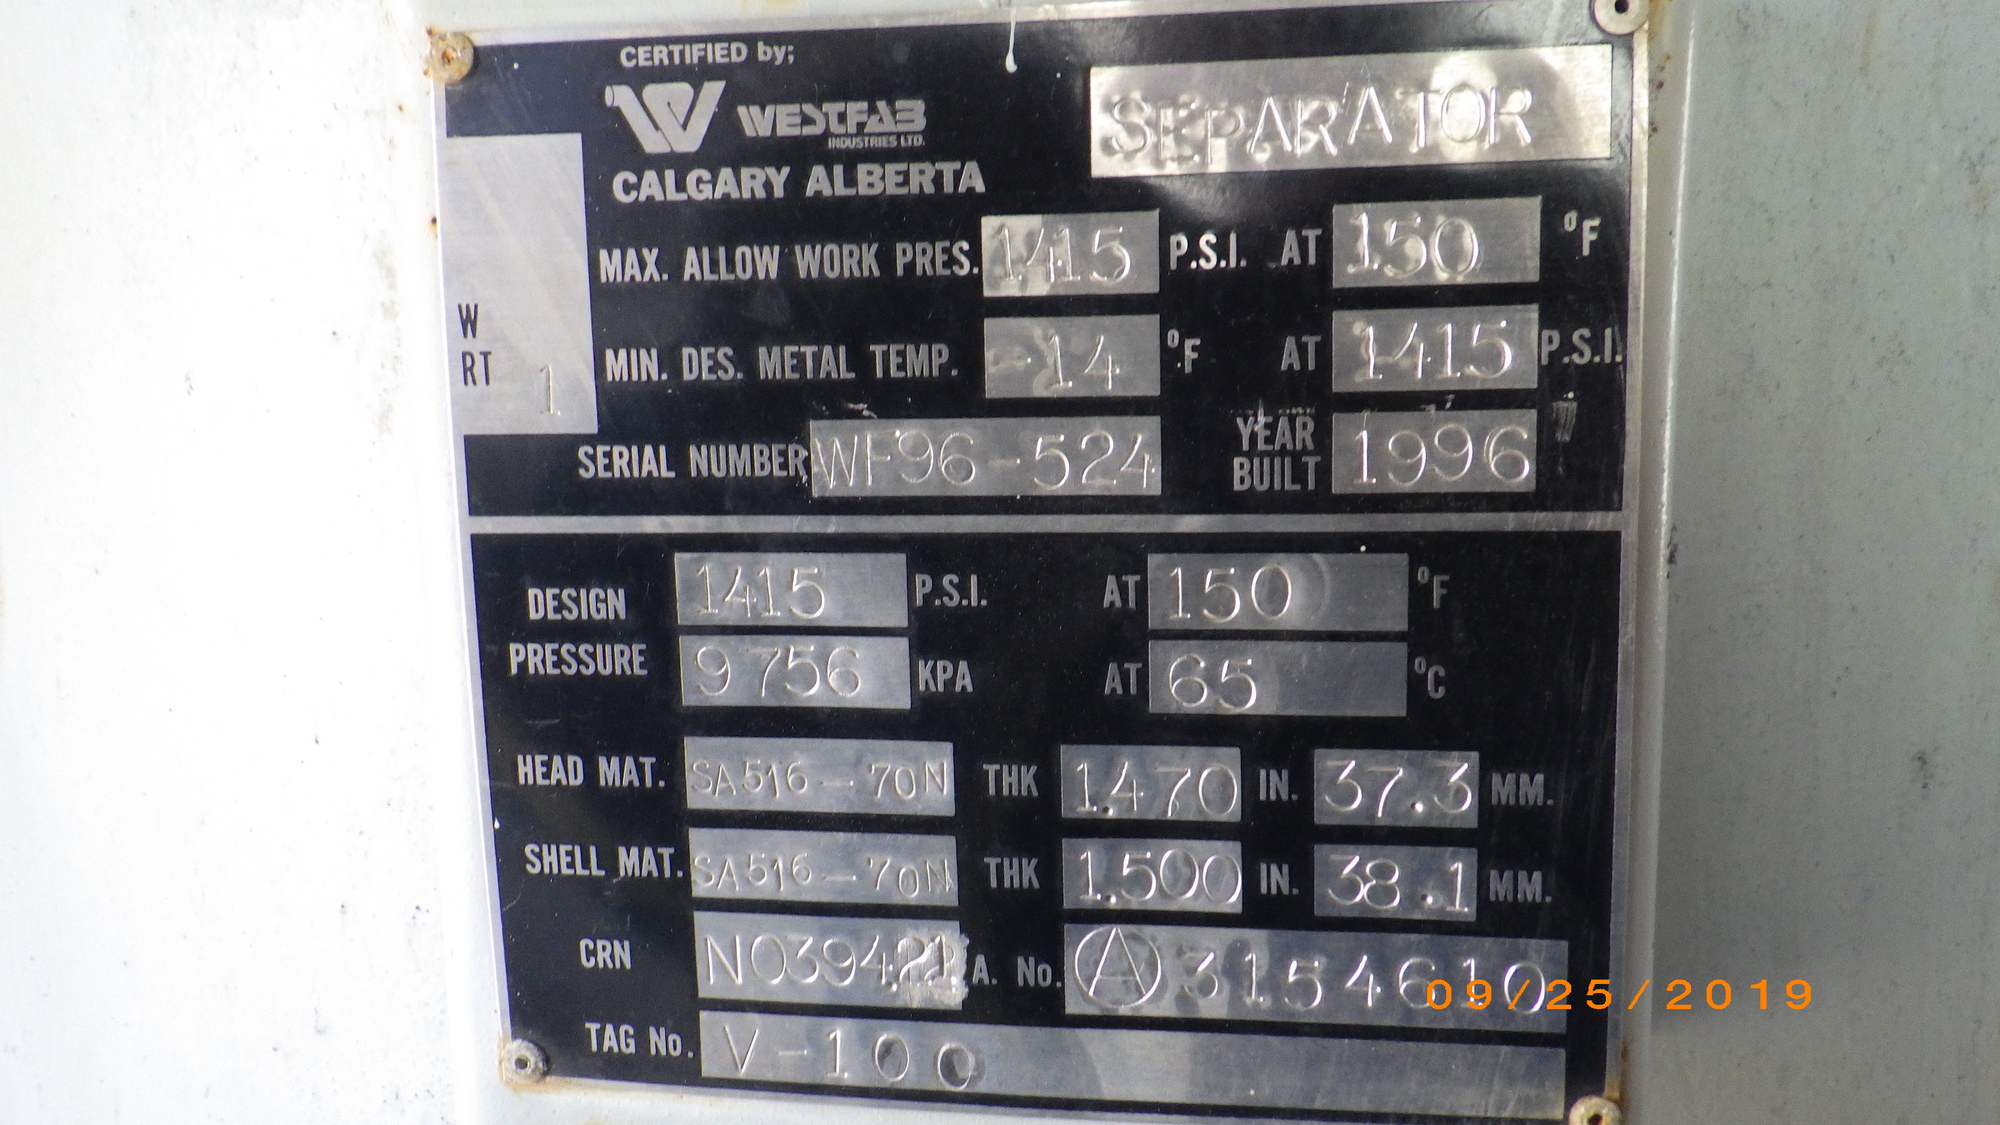 CERTIFIED by;
W WESTFAB
INDUSTRIES LTD.
CALGARY ALBERTA
SEPARATOR
MAX. ALLOW WORK PRES. 1415 P.S.I. AT 150 °F
W
RT 1
MIN. DES. METAL TEMP. -14 °F AT 1415 P.S.I.
SERIAL NUMBER WF96-524 YEAR BUILT 1996
DESIGN PRESSURE 1415 P.S.I. AT 150 °F
9756 KPA AT 65 °C
HEAD MAT. SA516-70N THK 1.470 IN. 37.3 MM.
SHELL MAT. SA516-70N THK 1.500 IN. 38.1 MM.
CRN A. No. A 3154610
TAG No. V-100
09/25/2019